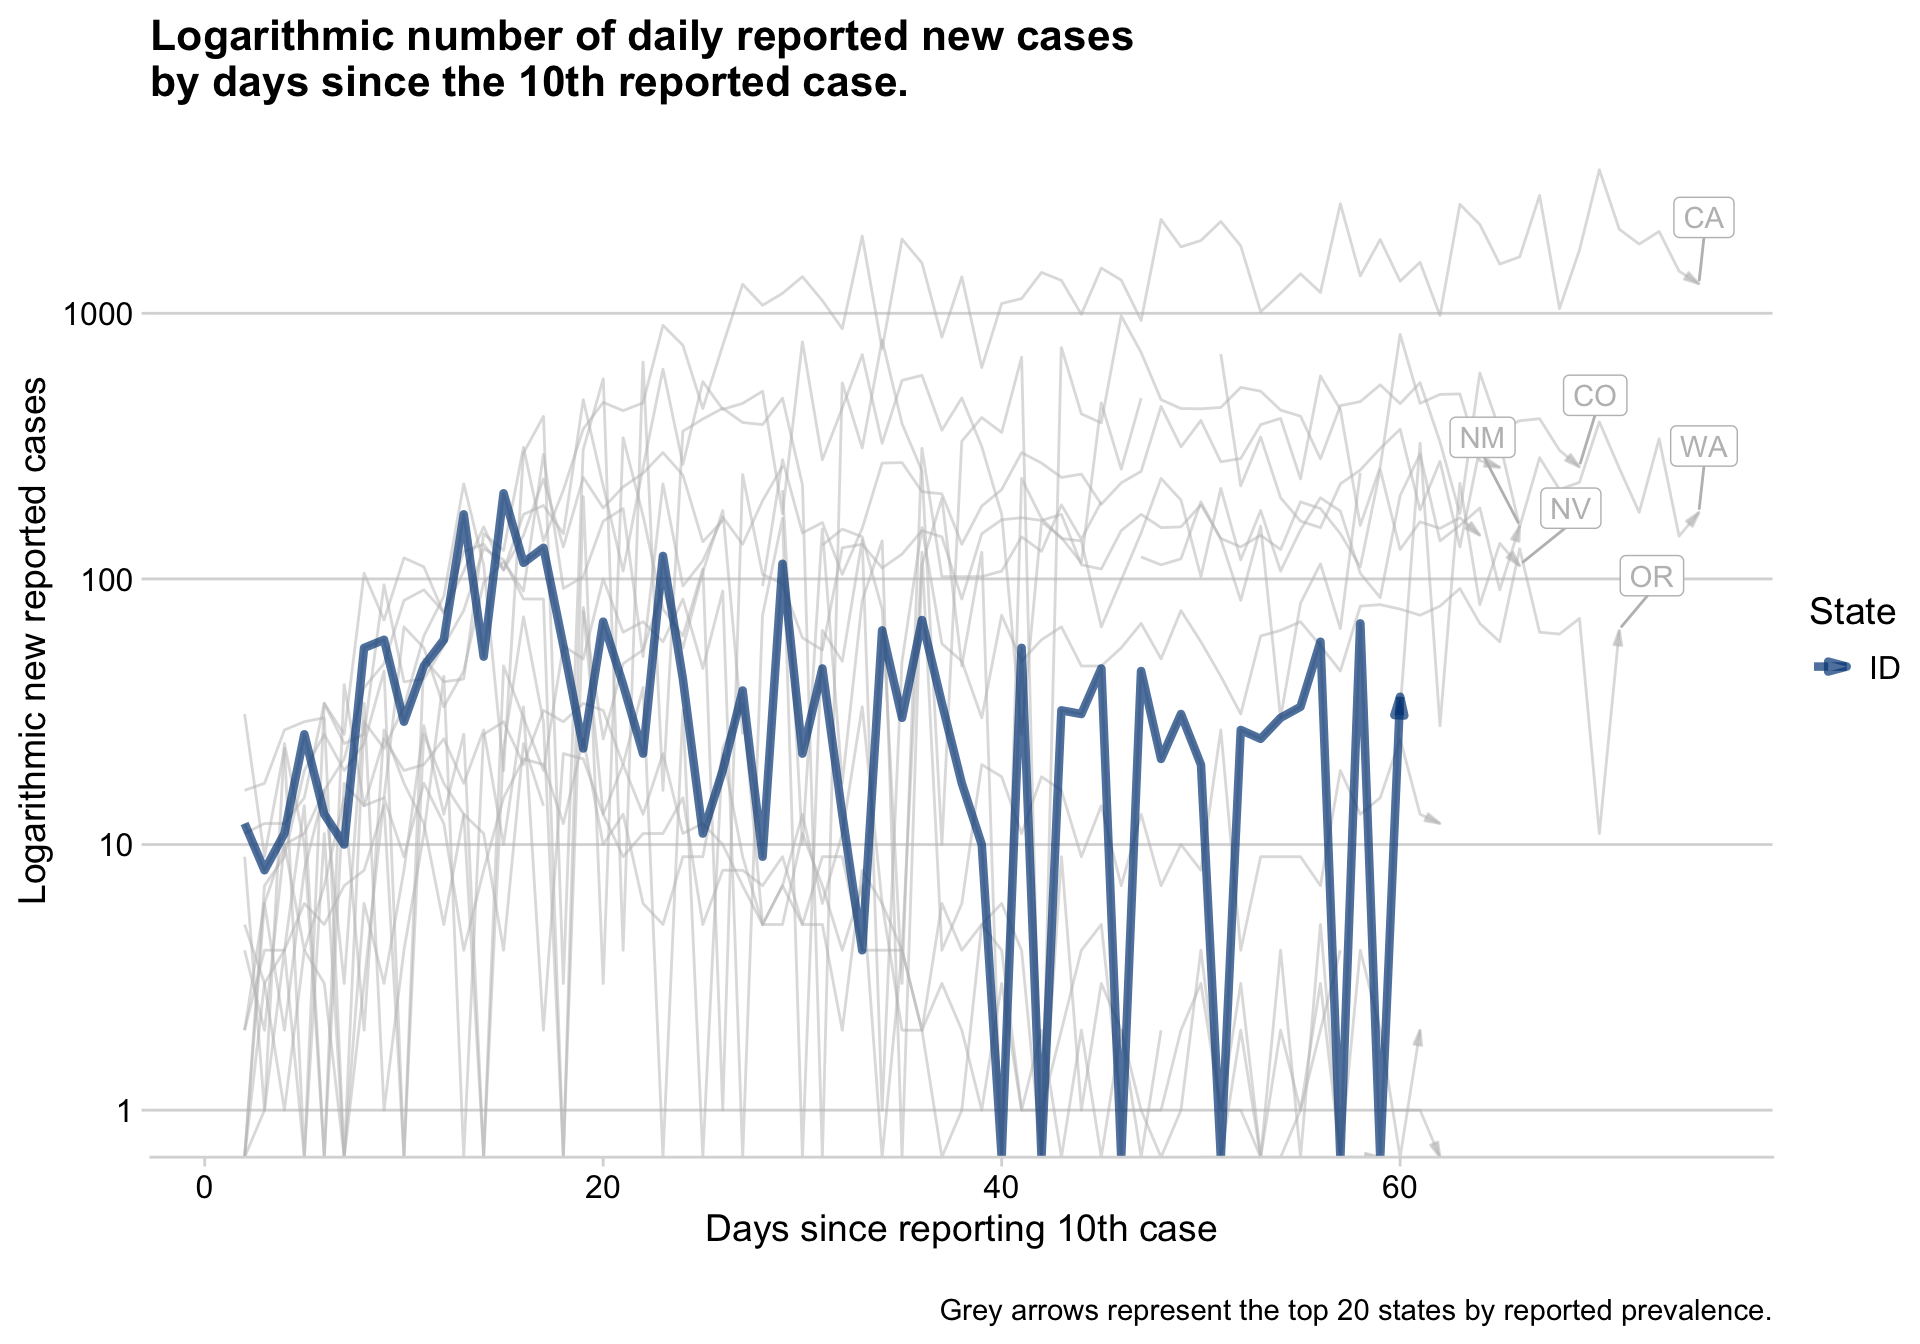 Logarithmic number of daily reported new cases
by days since the 10th reported case.
Logarithmic new reported cases
1000
100
10
1
CA
CO
NM
WA
NV
OR
State
ID
0
20
40
60
Days since reporting 10th case
Grey arrows represent the top 20 states by reported prevalence.